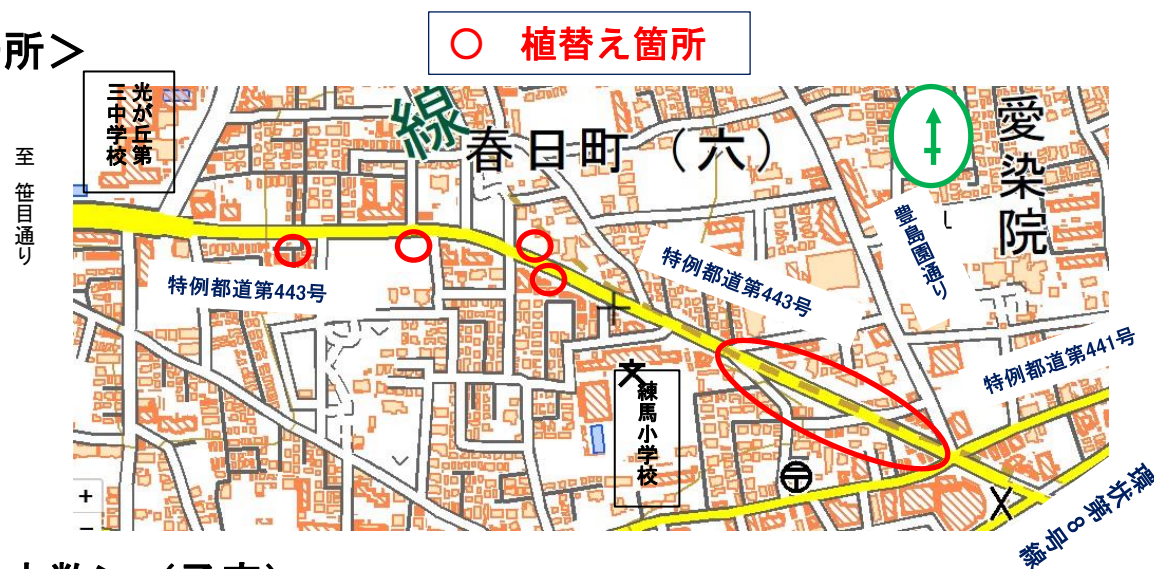 所＞
○ 植替え箇所
光が丘第
三中学校
線
春日町（六）
愛染院
至 笹目通り
豊島園通り
特例都道第443号
特例都道第443号
特例都道第441号
練馬小学校
環状第8号線
+